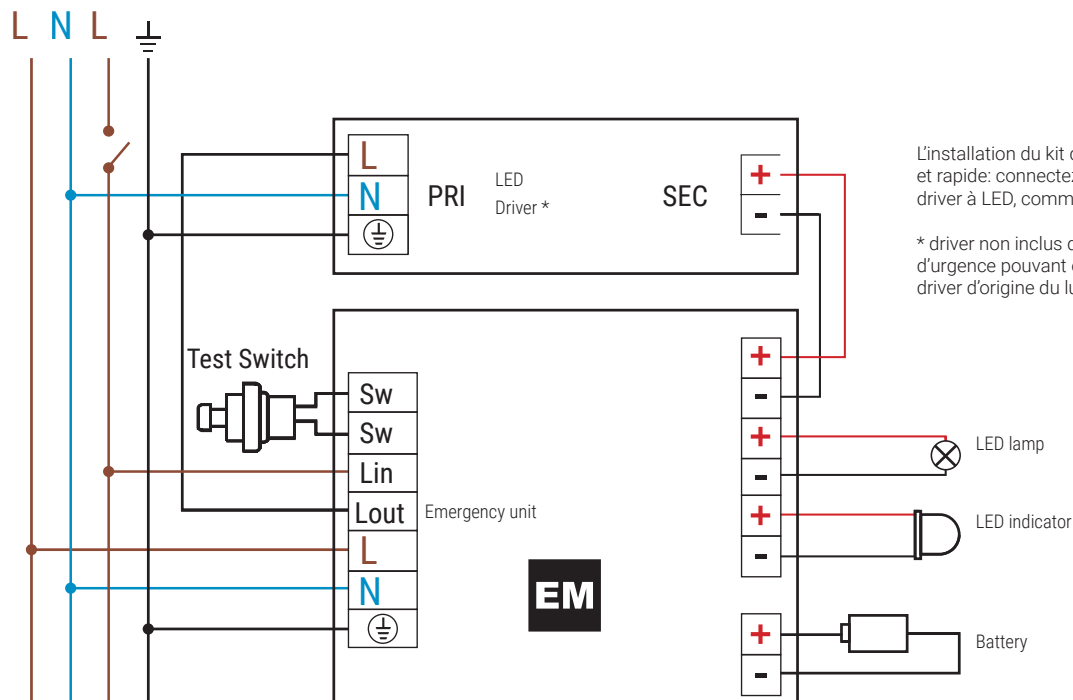 L N L
L'installation du kit
et rapide: connectez
driver à LED, comm
* driver non inclus
d'urgence pouvant
driver d'origine du
L
N
PRI
LED
Driver *
SEC
+
-
Test Switch
Sw
Sw
Lin
Lout
L
N
Emergency unit
EM
+
-
+
-
+
-
+
-
LED lamp
LED indicator
Battery